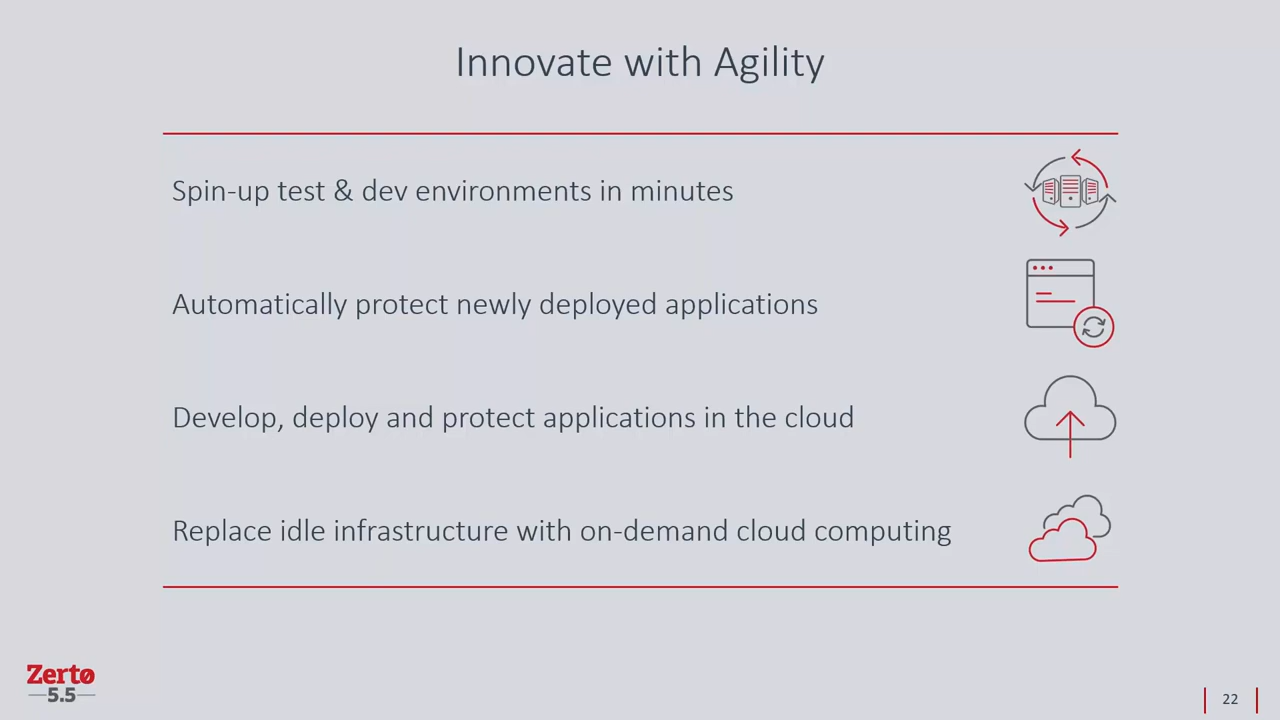 Innovate with Agility
Spin-up test & dev environments in minutes
Automatically protect newly deployed applications
Develop, deploy and protect applications in the cloud
Replace idle infrastructure with on-demand cloud computing
Zerto
5.5
22